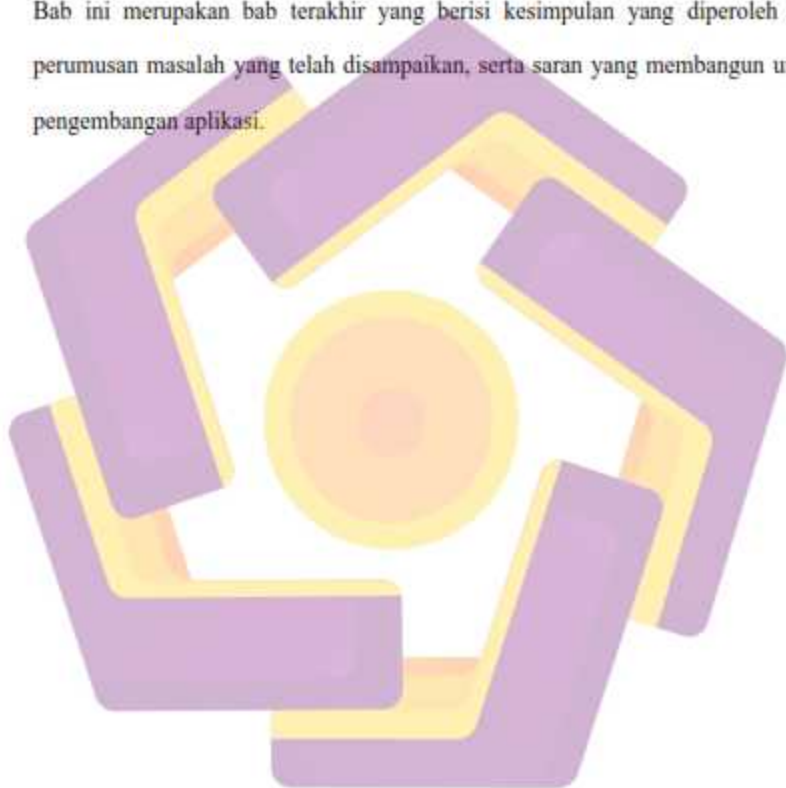 Bab ini merupakan bab terakhir yang berisi kesimpulan yang diperoleh
perumusan masalah yang telah disampaikan, serta saran yang membangun
pengembangan aplikasi.